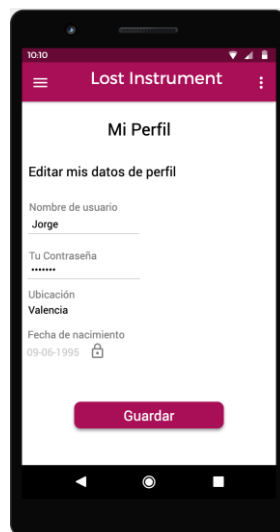 10:10
Lost Instrument
Mi Perfil
Editar mis datos de perfil
Nombre de usuario
Jorge
Tu Contraseña
•••••••
Ubicación
Valencia
Fecha de nacimiento
09-06-1995
Guardar